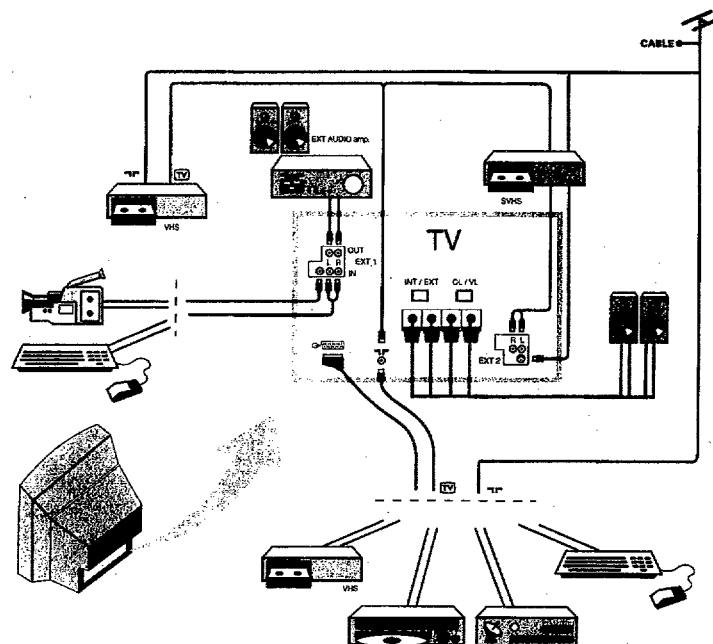 CABLE
EXT AUDIO amp.
TV
VHS
SVHS
TV
OUT
L R
EXT 1
IN
INT / EXT
CL / VL
R L
EXT 2
TV
VHS